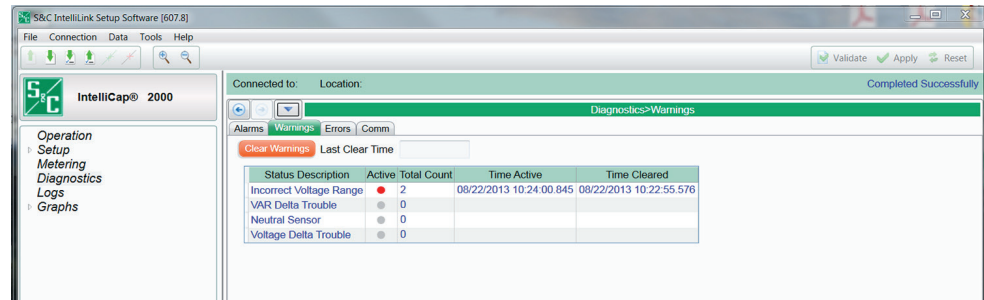 S&C IntelliLink Setup Software [607.8]
File Connection Data Tools Help
Validate Apply Reset
S&C IntelliCap® 2000
Connected to: Location: Completed Successfully
Diagnostics>Warnings
Operation
Setup
Metering
Diagnostics
Logs
Graphs
Alarms Warnings Errors Comm
Clear Warnings Last Clear Time
Status Description Active Total Count Time Active Time Cleared
Incorrect Voltage Range 2 08/22/2013 10:24:00.845 08/22/2013 10:22:55.576
VAR Delta Trouble 0
Neutral Sensor 0
Voltage Delta Trouble 0